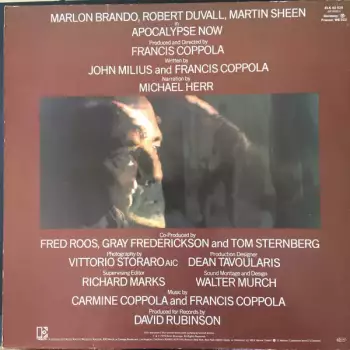 MARLON BRANDO, ROBERT DUVALL, MARTIN SHEEN
in
APOCALYPSE NOW
Produced and Directed by
FRANCIS COPPOLA
Written by
JOHN MILIUS and FRANCIS COPPOLA
Narration by
MICHAEL HERR
Co-Produced by
FRED ROOS, GRAY FREDERICKSON and TOM STERNBERG
Photography by
Production Designer
VITTORIO STORARO AIC
DEAN TAVOULARIS
Supervising Editor
Sound Montage and Design
RICHARD MARKS
WALTER MURCH
Music by
CARMINE COPPOLA and FRANCIS COPPOLA
Produced for Records by
DAVID RUBINSON